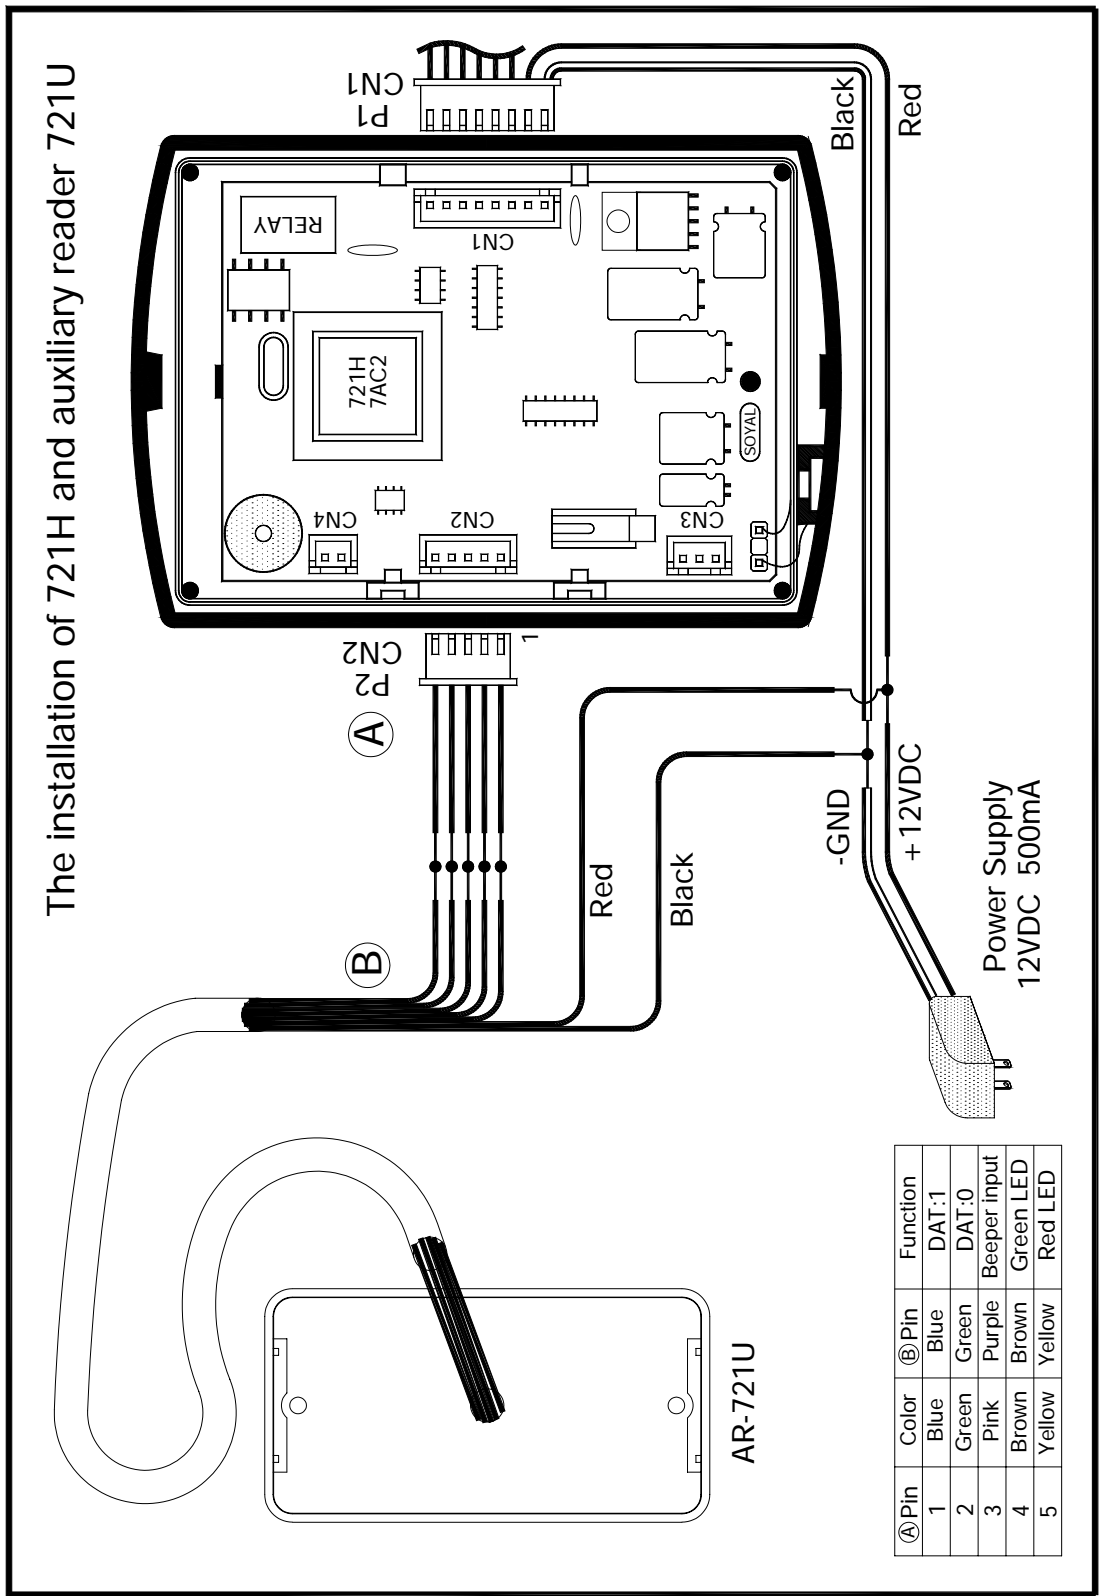 The installation of 721H and auxiliary reader 721U
P1
CN1
RELAY
CN1
721H
7AC2
SOYAL
CN4
CN2
CN3
Black
Red
P2
CN2
1
A
B
Red
Black
-GND
+12VDC
Power Supply
12VDC 500mA
AR-721U
Ⓐ Pin Color Ⓑ Pin Function
1 Blue Blue DAT:1
2 Green Green DAT:0
3 Pink Purple Beeper input
4 Brown Brown Green LED
5 Yellow Yellow Red LED